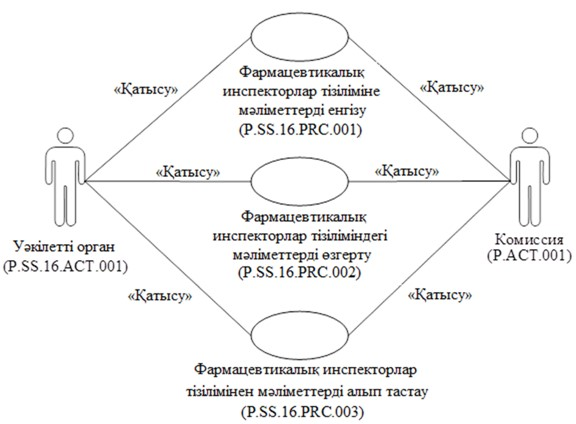 Фармацевтикалық
инспекторлар тізіліміне
мәліметтерді енгізу
(P.SS.16.PRC.001)
«Қатысу»
«Қатысу»
«Қатысу»
«Қатысу»
Фармацевтикалық
инспекторлар тізіліміндегі
мәліметтерді өзгерту
(P.SS.16.PRC.002)
Уәкілетті орган
(P.SS.16.ACT.001)
Комиссия
(P.ACT.001)
«Қатысу»
«Қатысу»
Фармацевтикалық инспекторлар
тізілімінен мәліметтерді алып тастау
(P.SS.16.PRC.003)